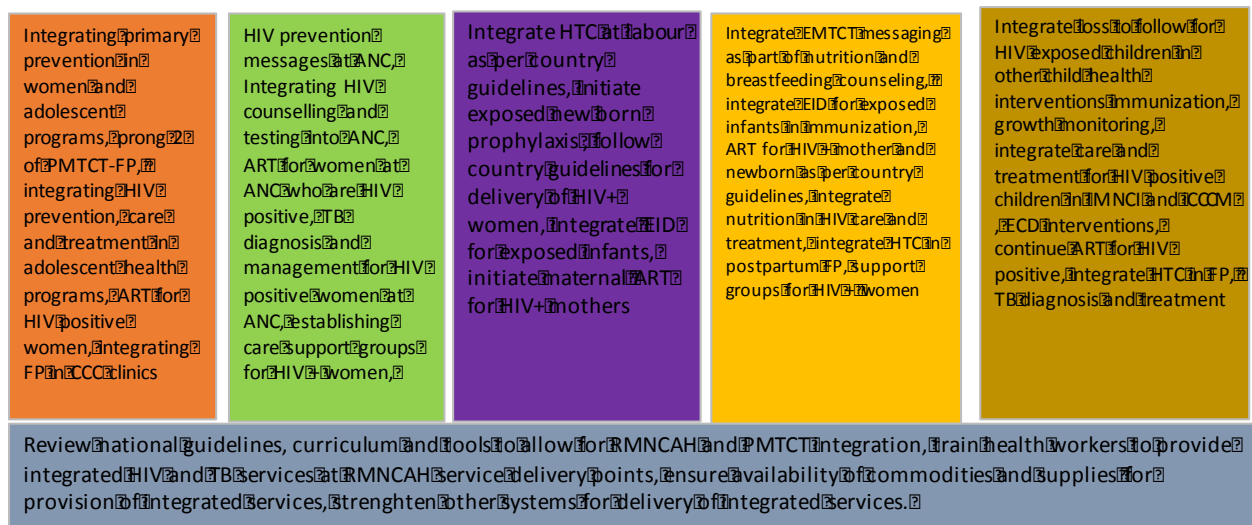 Integrating primary
prevention in
women and
adolescent
programs, prong 2
of PMTCT-FP,
integrating HIV
prevention, care
and treatment in
adolescent health
programs, ART for
HIV positive
women, integrating
FP in CCC clinics
HIV prevention
messages at ANC,
Integrating HIV
counselling and
testing into ANC,
ART for women at
ANC who are HIV
positive, TB
diagnosis and
management for HIV
positive women at
ANC, establishing
care support groups
for HIV + women,
Integrate HTC at labour
as per country
guidelines, initiate
exposed new born
prophylaxis, follow
country guidelines for
delivery of HIV+
women, integrate EID
for exposed infants,
initiate maternal ART
for HIV+ mothers
Integrate EMTCT messaging
as part of nutrition and
breastfeeding counseling,
integrate EID for exposed
infants in immunization,
ART for HIV+ mother and
newborn as per country
guidelines, integrate
nutrition in HIV care and
treatment, integrate HTC in
postpartum FP, support
groups for HIV + women
Integrate loss to follow for
HIV exposed children in
other child health
interventions immunization,
growth monitoring,
integrate care and
treatment for HIV positive
children in IMNCI and ICCM
, ECD interventions,
continue ART for HIV
positive, integrate HTC in FP,
TB diagnosis and treatment
Review national guidelines, curriculum and tools to allow for RMNCAH and PMTCT integration, train health workers to provide
integrated HIV and TB services at RMNCAH service delivery points, ensure availability of commodities and supplies for
provision of integrated services, strenghten other systems for delivery of integrated services.